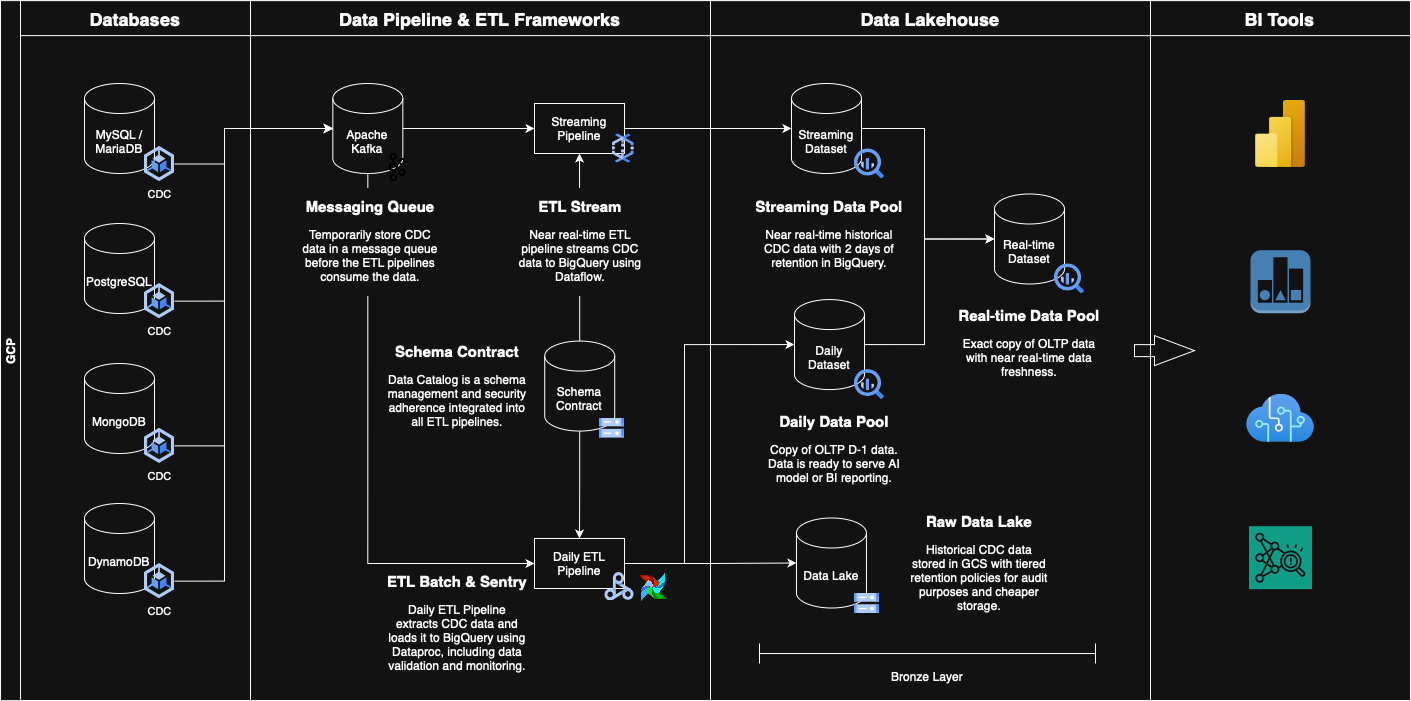 Databases
Data Pipeline & ETL Frameworks
Data Lakehouse
BI Tools
GCP
MySQL /
MariaDB
CDC
PostgreSQL
CDC
MongoDB
CDC
DynamoDB
CDC
Apache
Kafka
Messaging Queue
Temporarily store CDC
data in a message queue
before the ETL pipelines
consume the data.
Streaming
Pipeline
ETL Stream
Near real-time ETL
pipeline streams CDC
data to BigQuery using
Dataflow.
Schema Contract
Data Catalog is a schema
management and security
adherence integrated into
all ETL pipelines.
Schema
Contract
Daily ETL
Pipeline
ETL Batch & Sentry
Daily ETL Pipeline
extracts CDC data and
loads it to BigQuery using
Dataproc, including data
validation and monitoring.
Streaming
Dataset
Streaming Data Pool
Near real-time historical
CDC data with 2 days of
retention in BigQuery.
Daily
Dataset
Daily Data Pool
Copy of OLTP D-1 data.
Data is ready to serve AI
model or BI reporting.
Real-time
Dataset
Real-time Data Pool
Exact copy of OLTP data
with near real-time data
freshness.
Data Lake
Raw Data Lake
Historical CDC data
stored in GCS with tiered
retention policies for audit
purposes and cheaper
storage.
Bronze Layer